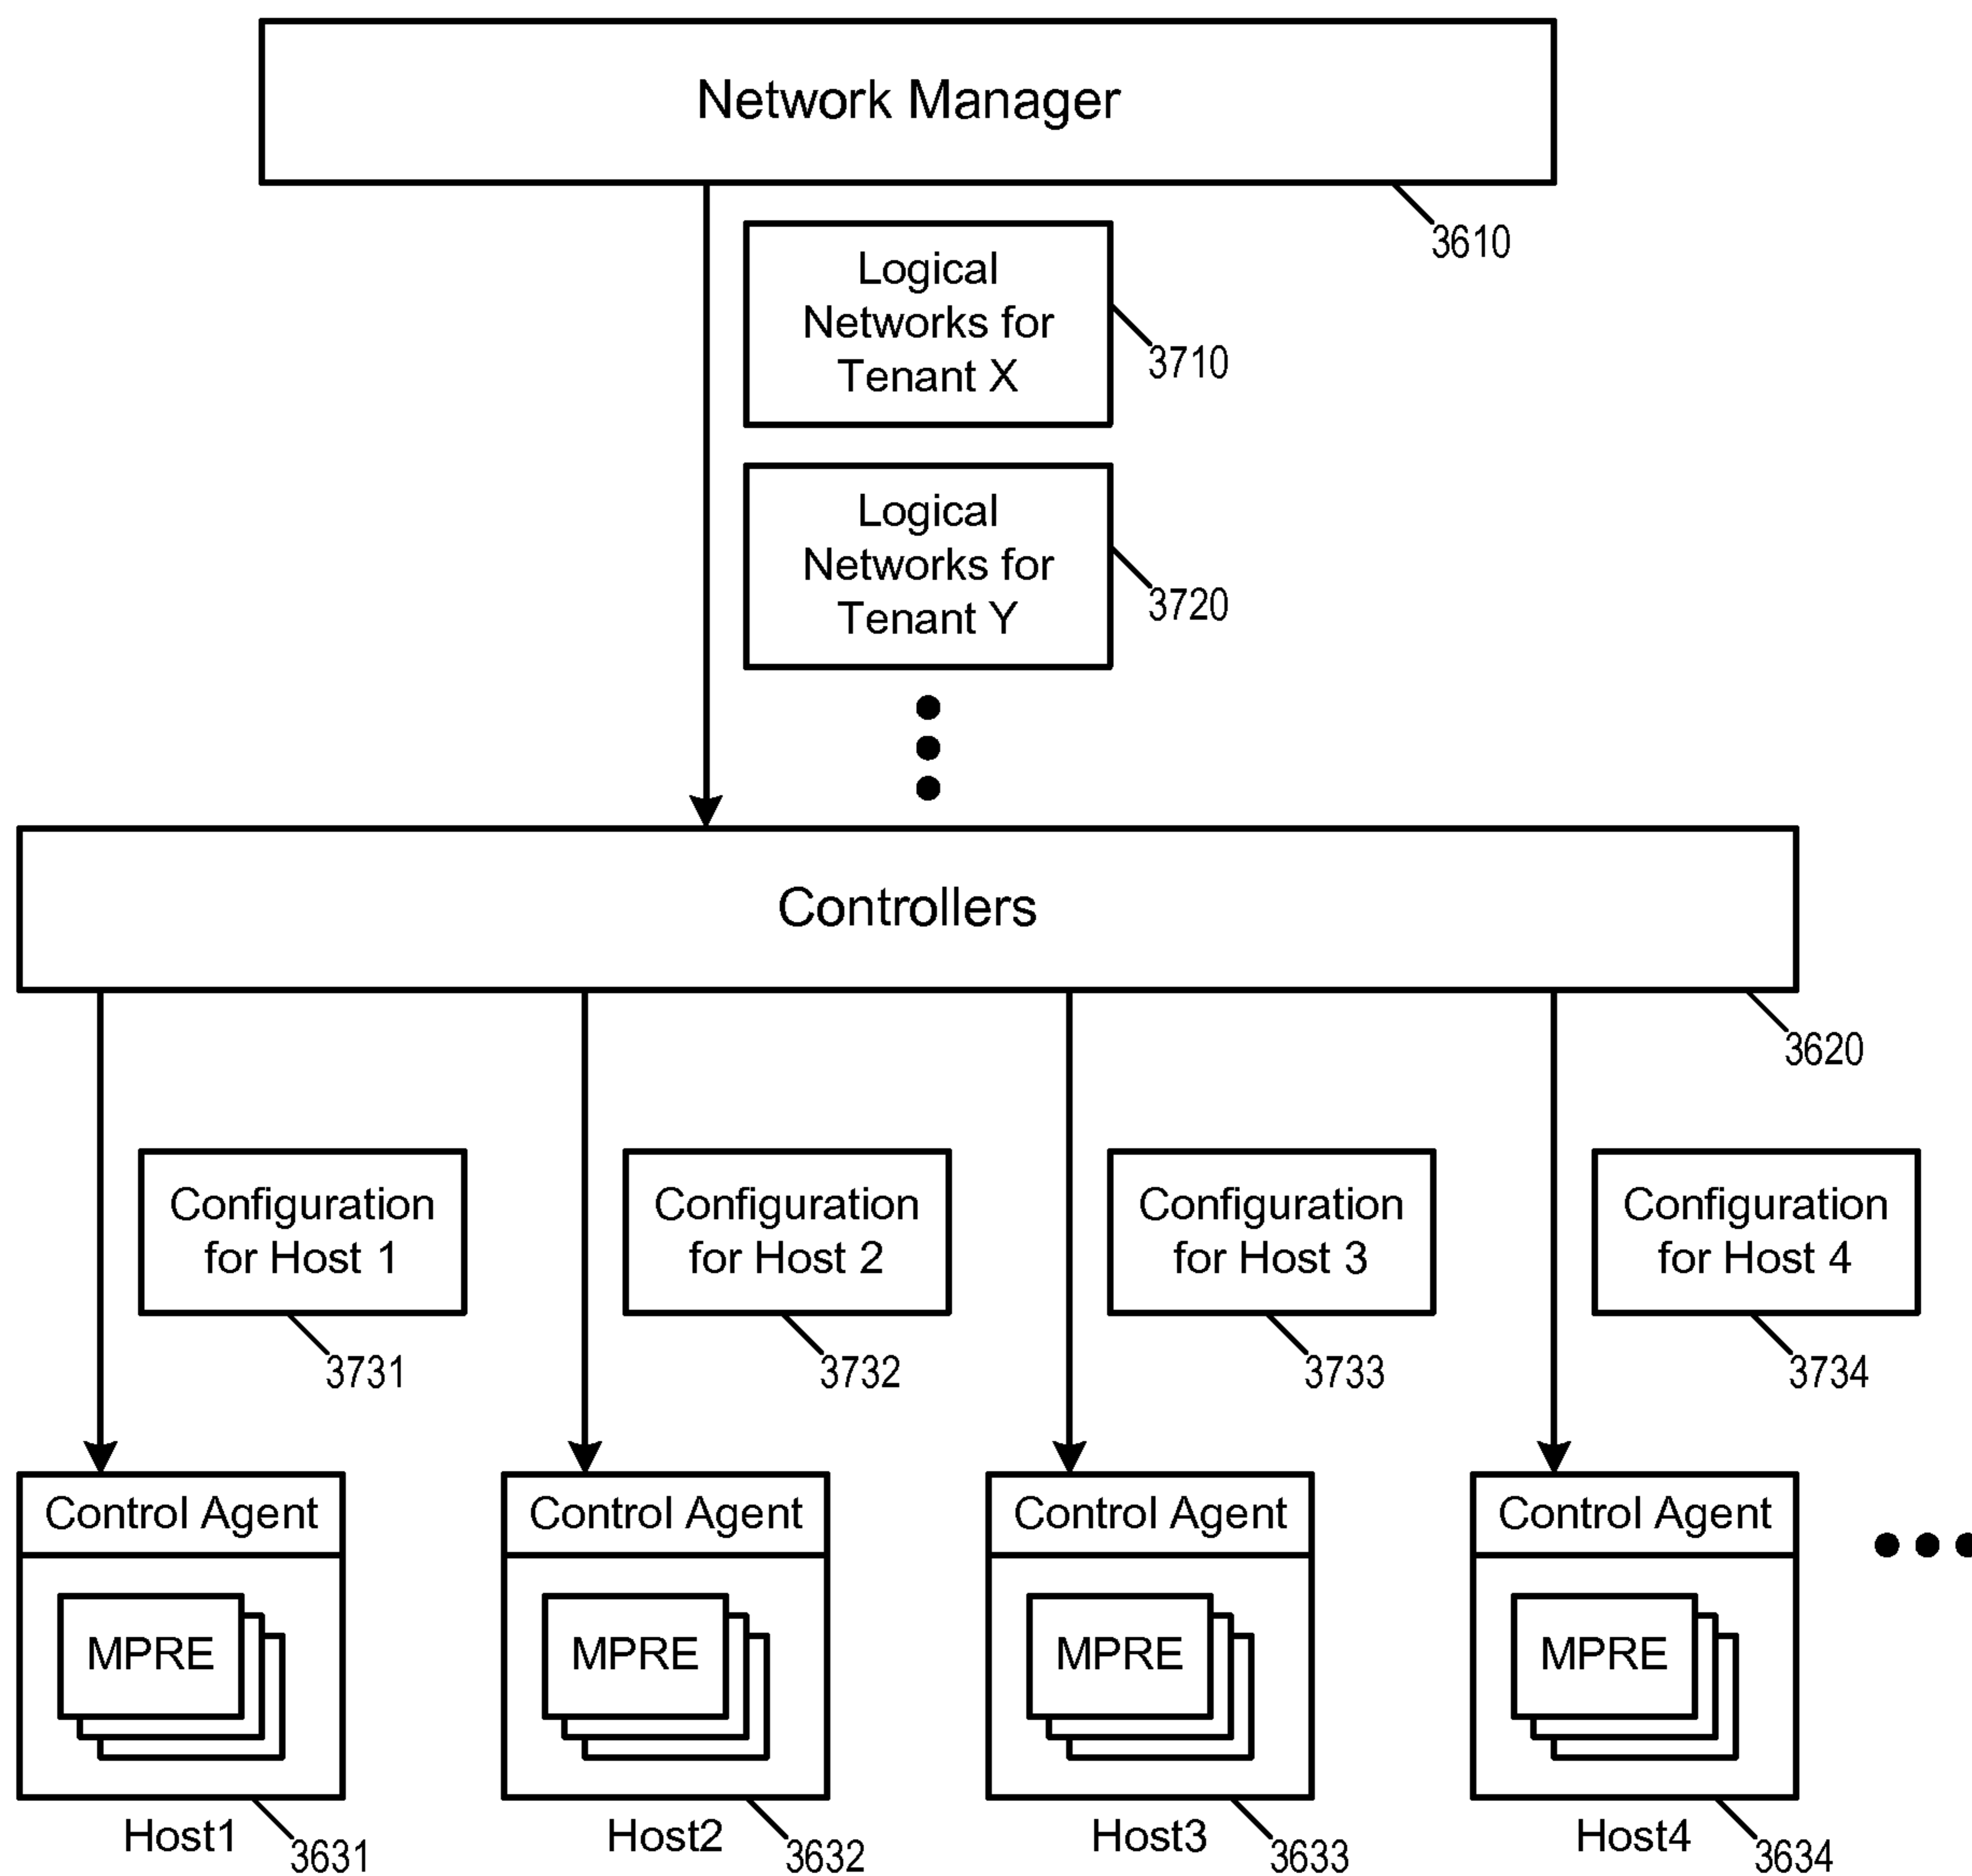 Network Manager
3610
Logical
Networks for
Tenant X
3710
Logical
Networks for
Tenant Y
3720
Controllers
3620
Configuration
for Host 1
3731
Configuration
for Host 2
3732
Configuration
for Host 3
3733
Configuration
for Host 4
3734
Control Agent
MPRE
Host1
3631
Control Agent
MPRE
Host2
3632
Control Agent
MPRE
Host3
3633
Control Agent
MPRE
Host4
3634